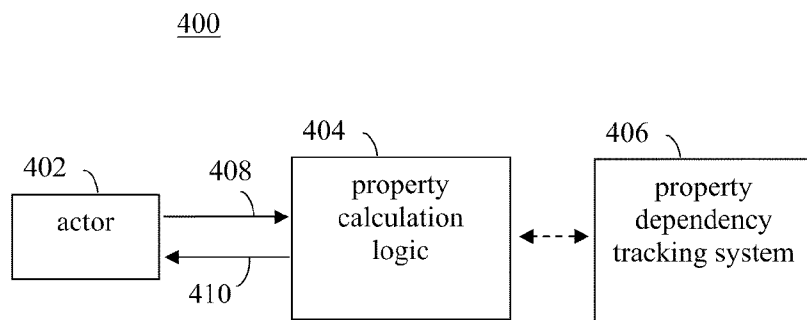 400
404
406
402
408
actor
property
calculation
logic
property
dependency
tracking system
410